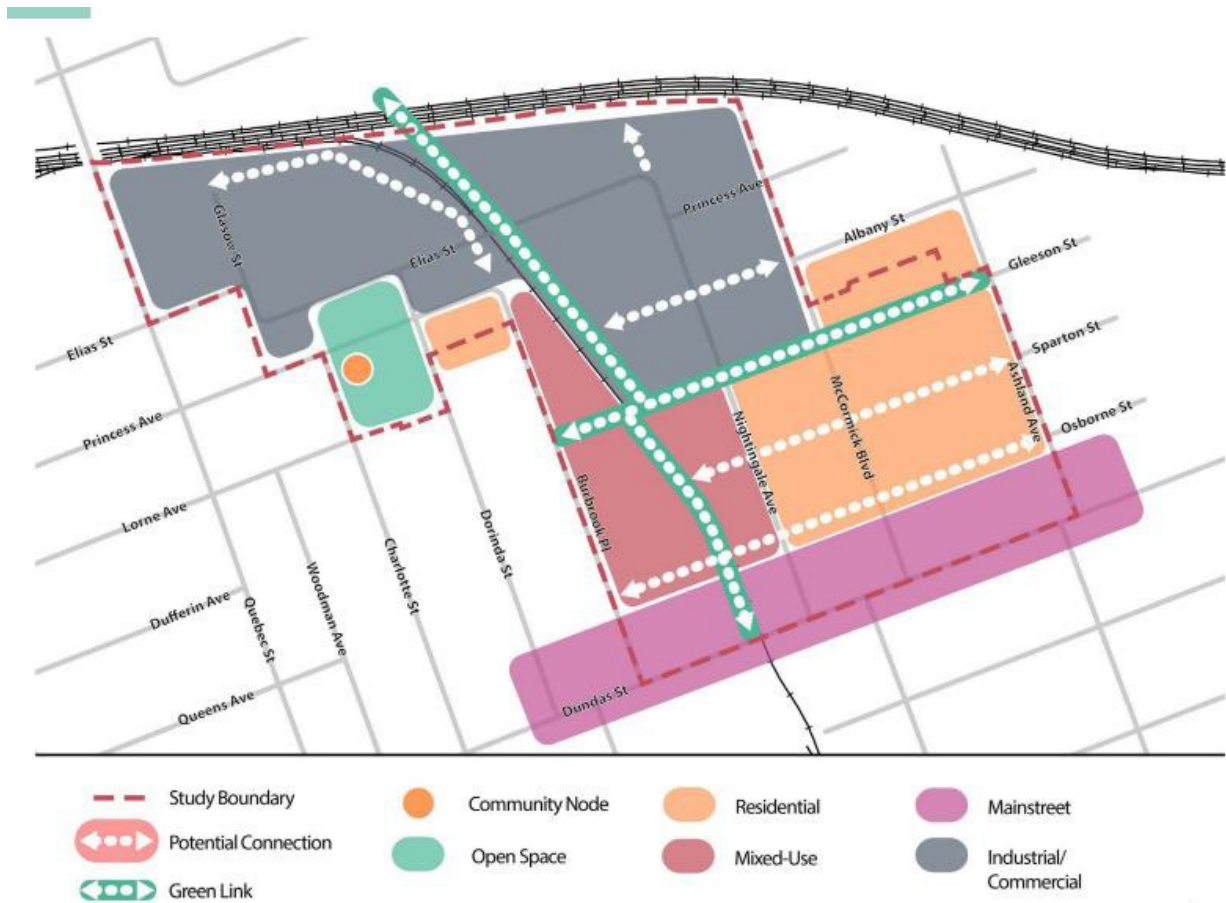 Princess Ave
Albany St
Glasow St
Elias St
Gleeson St
Elias St
Sparton St
McCormick Blvd
Ashland Ave
Nightingale Ave
Osborne St
Princess Ave
Burbrook Pl
Lorne Ave
Dorinda St
Charlotte St
Woodman Ave
Dufferin Ave
Quebec St
Queens Ave
Dundas St
Study Boundary
Community Node
Residential
Mainstreet
Potential Connection
Open Space
Mixed-Use
Industrial/
Commercial
Green Link